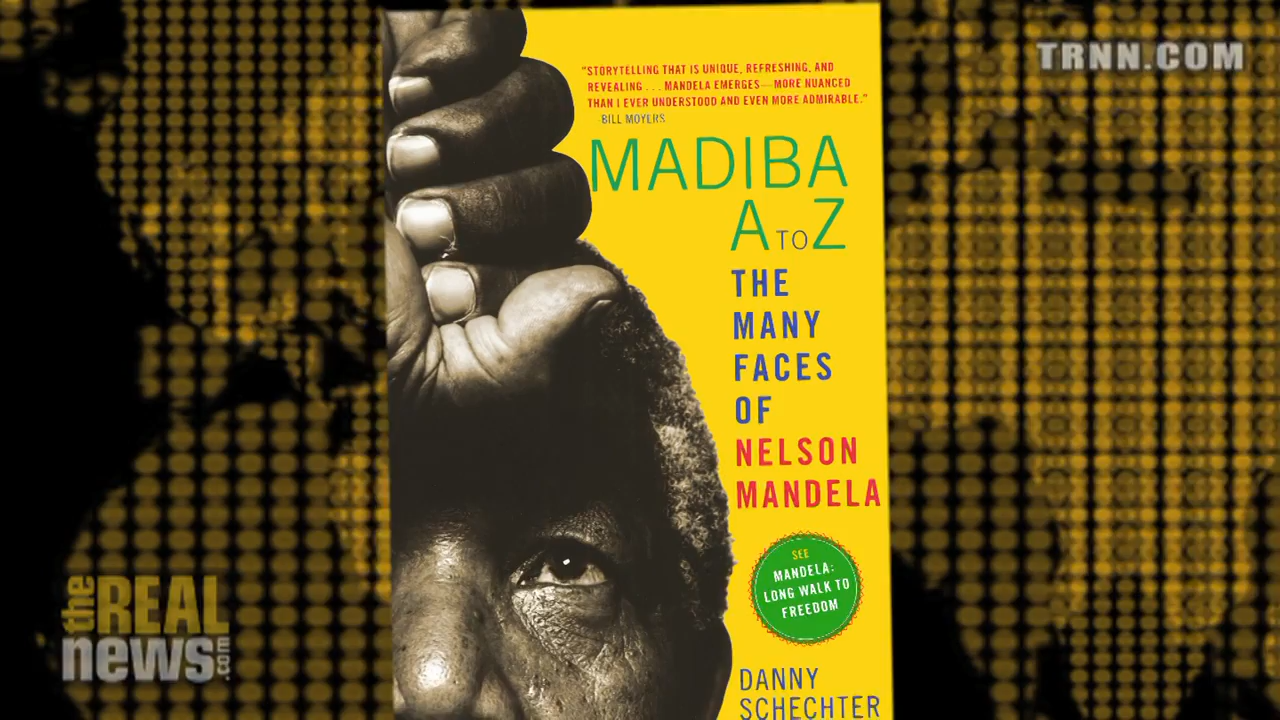 TRNN.COM
"STORYTELLING THAT IS UNIQUE, REFRESHING, AND
REVEALING . . . MANDELA EMERGES—MORE NUANCED
THAN I EVER UNDERSTOOD AND EVEN MORE ADMIRABLE."
-BILL MOYERS
MADIBA
A TO Z
THE
MANY
FACES
OF
NELSON
MANDELA
SEE
MANDELA:
LONG WALK TO
FREEDOM
DANNY
SCHECHTER
the REAL
news.com